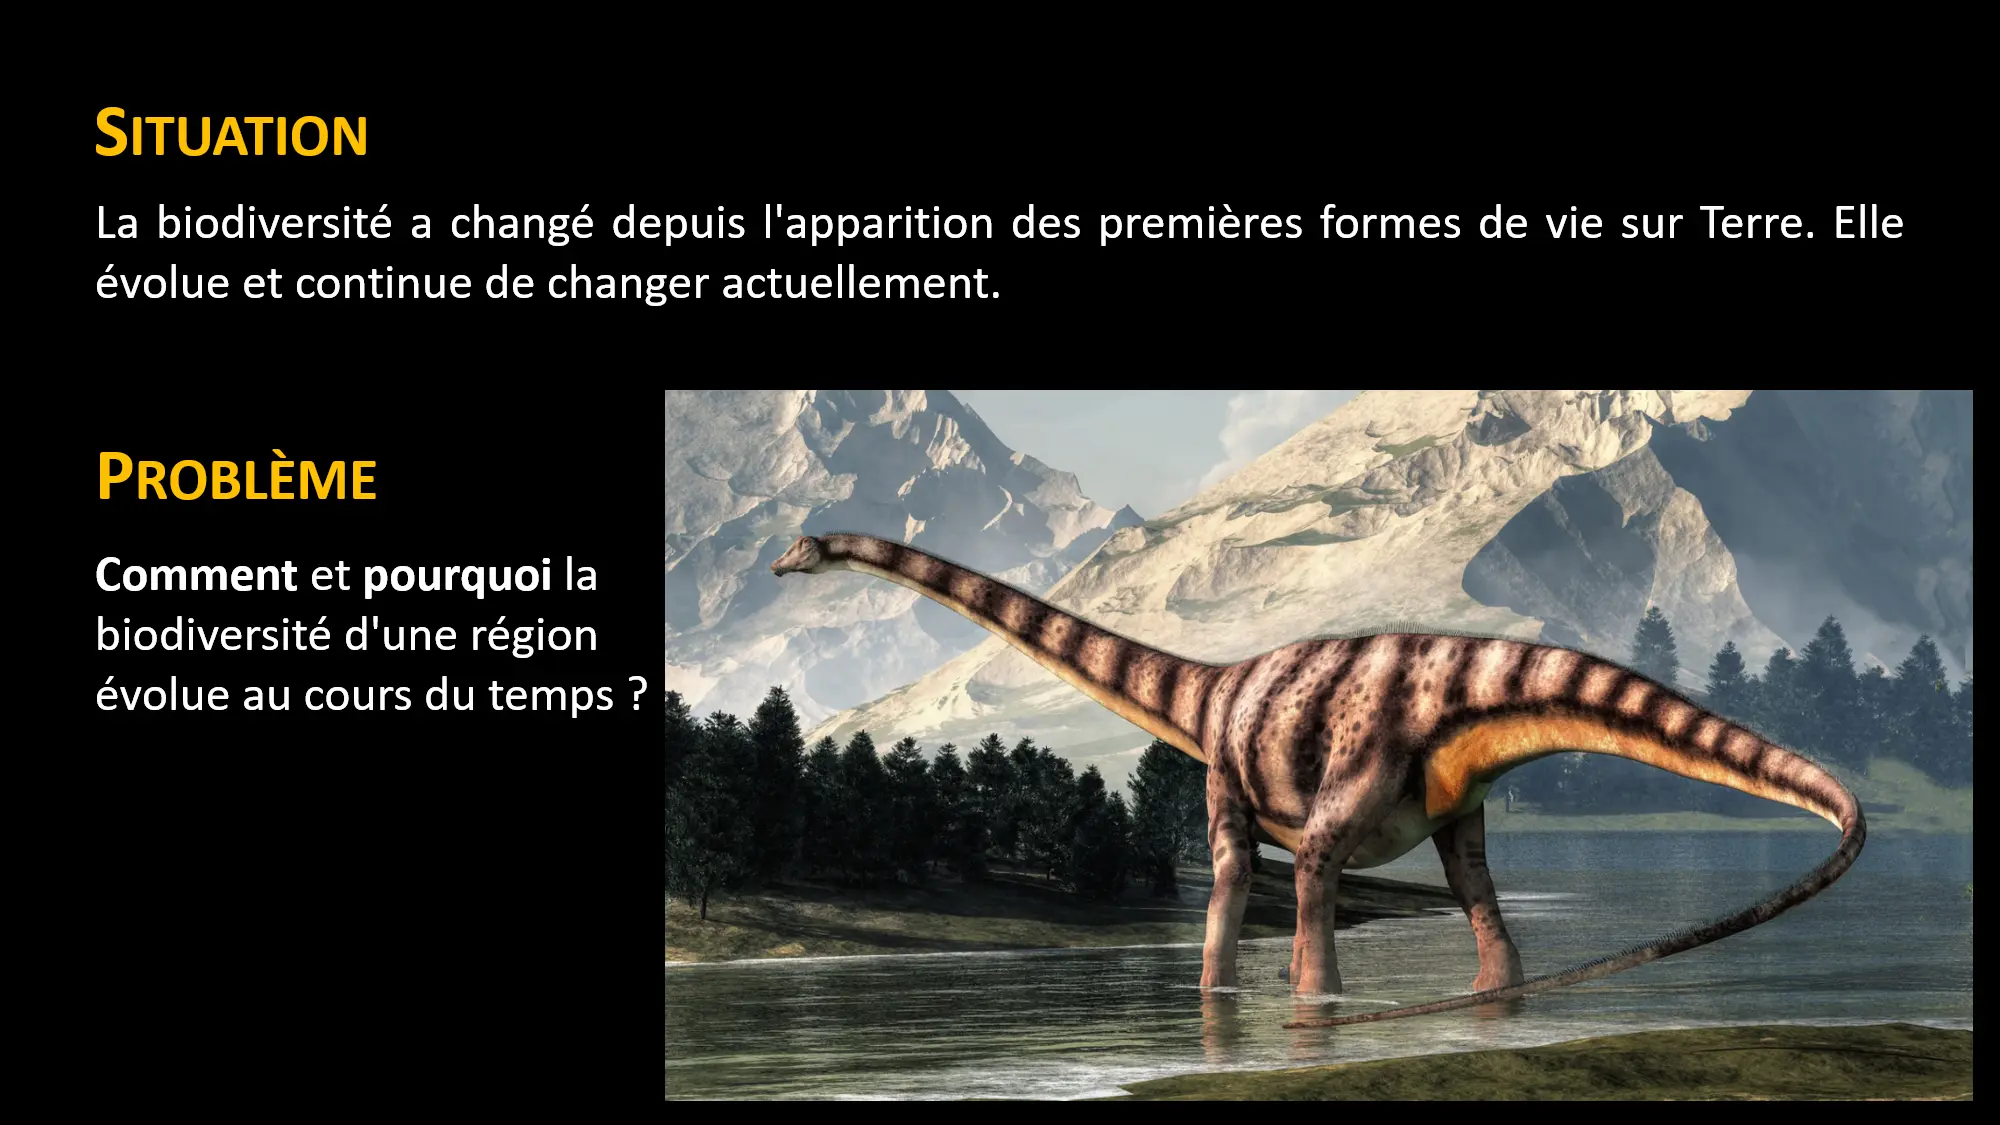 SITUATION
La biodiversité a changé depuis l'apparition des premières formes de vie sur Terre. Elle
évolue et continue de changer actuellement.
PROBLÈME
Comment et pourquoi la
biodiversité d'une région
évolue au cours du temps ?